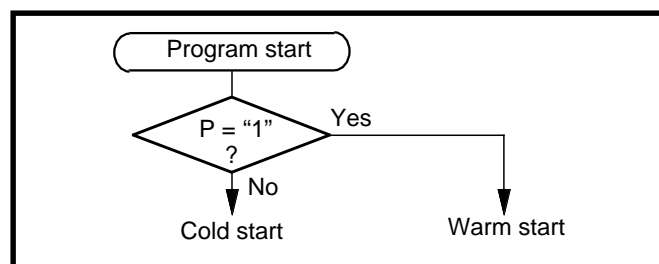 Program start
P = “1”
?
Yes
No
Cold start
Warm start